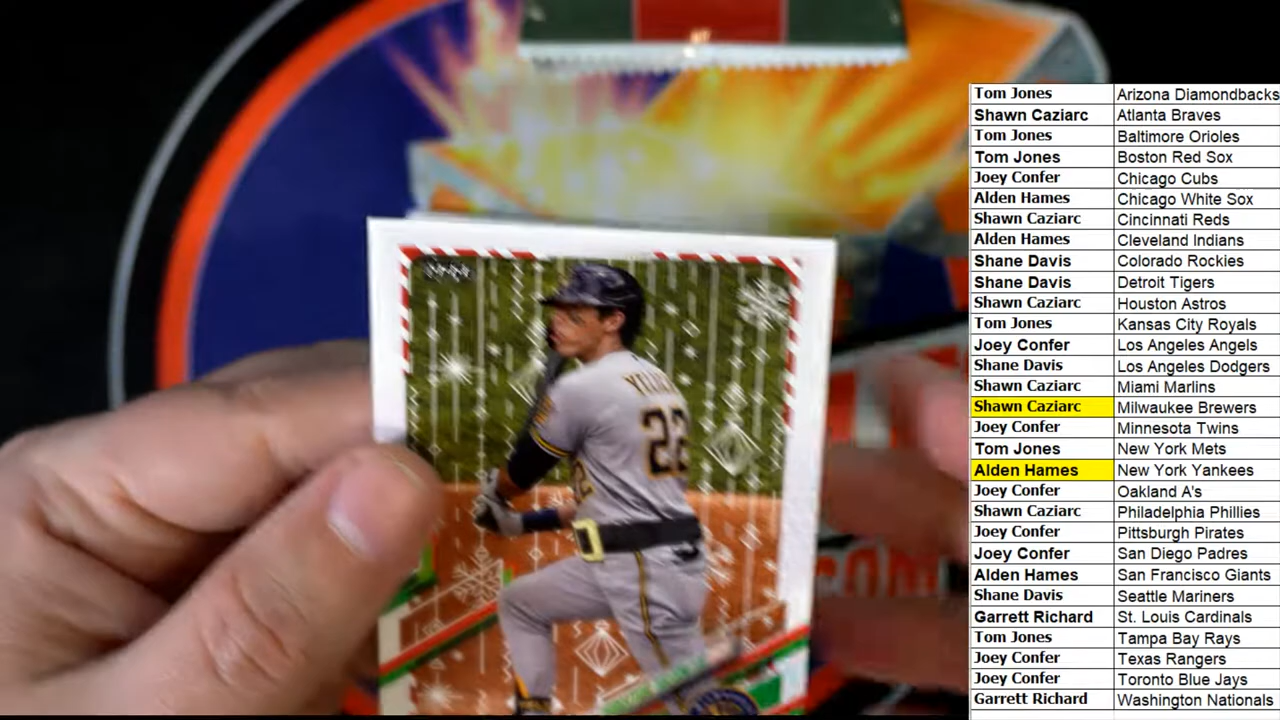 22
Tom Jones Arizona Diamondbacks
Shawn Caziarc Atlanta Braves
Tom Jones Baltimore Orioles
Tom Jones Boston Red Sox
Joey Confer Chicago Cubs
Alden Hames Chicago White Sox
Shawn Caziarc Cincinnati Reds
Alden Hames Cleveland Indians
Shane Davis Colorado Rockies
Shane Davis Detroit Tigers
Shawn Caziarc Houston Astros
Tom Jones Kansas City Royals
Joey Confer Los Angeles Angels
Shane Davis Los Angeles Dodgers
Shawn Caziarc Miami Marlins
Shawn Caziarc Milwaukee Brewers
Joey Confer Minnesota Twins
Tom Jones New York Mets
Alden Hames New York Yankees
Joey Confer Oakland A's
Shawn Caziarc Philadelphia Phillies
Joey Confer Pittsburgh Pirates
Joey Confer San Diego Padres
Alden Hames San Francisco Giants
Shane Davis Seattle Mariners
Garrett Richard St. Louis Cardinals
Tom Jones Tampa Bay Rays
Joey Confer Texas Rangers
Joey Confer Toronto Blue Jays
Garrett Richard Washington Nationals